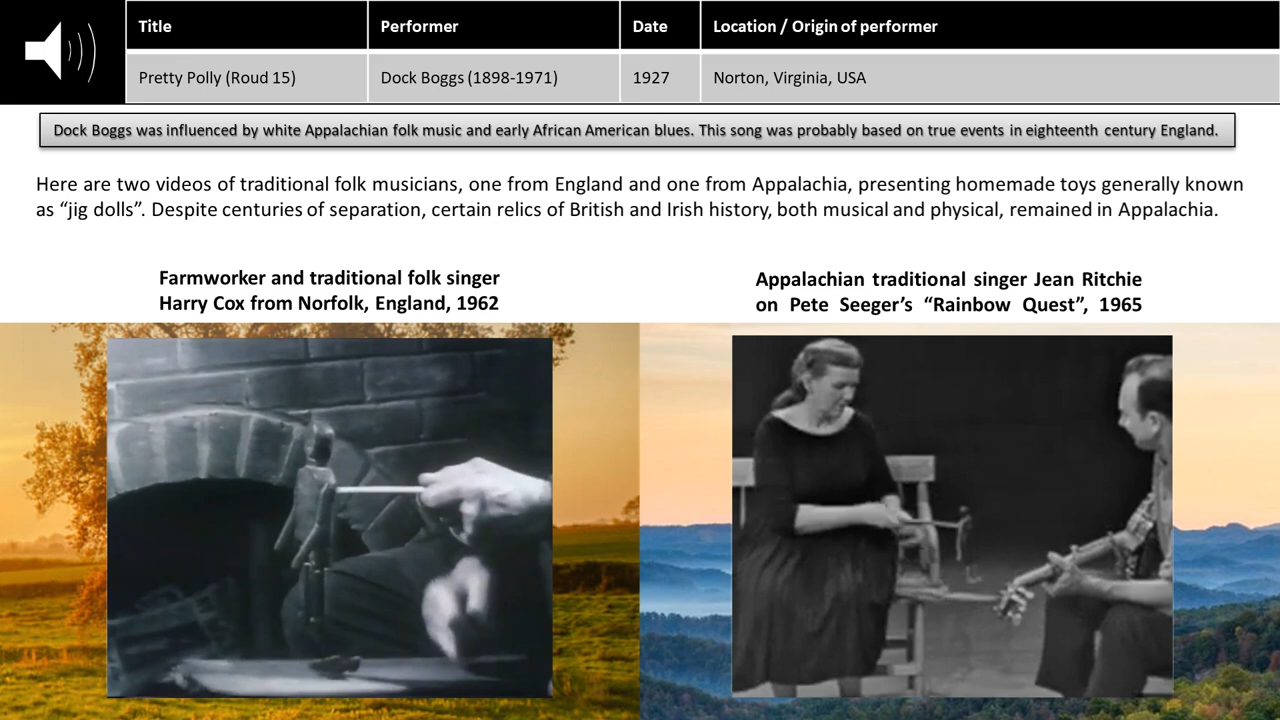 Title Performer Date Location / Origin of performer
Pretty Polly (Roud 15) Dock Boggs (1898-1971) 1927 Norton, Virginia, USA
Dock Boggs was influenced by white Appalachian folk music and early African American blues. This song was probably based on true events in eighteenth century England.
Here are two videos of traditional folk musicians, one from England and one from Appalachia, presenting homemade toys generally known
as “jig dolls”. Despite centuries of separation, certain relics of British and Irish history, both musical and physical, remained in Appalachia.
Farmworker and traditional folk singer
Harry Cox from Norfolk, England, 1962
Appalachian traditional singer Jean Ritchie
on Pete Seeger’s “Rainbow Quest”, 1965